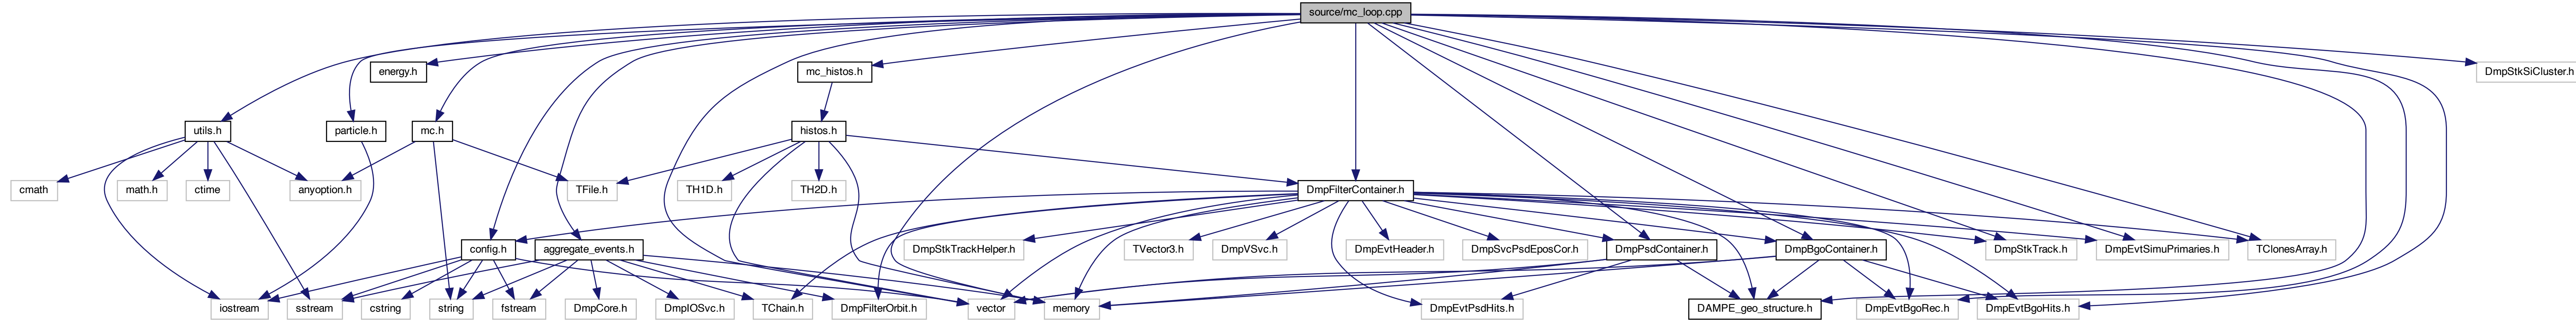 source/mc_loop.cpp
energy.h
mc_histos.h
DmpStkSiCluster.h
utils.h
particle.h
mc.h
histos.h
cmath
math.h
ctime
anyoption.h
TFile.h
TH1D.h
TH2D.h
DmpFilterContainer.h
config.h
aggregate_events.h
DmpStkTrackHelper.h
TVector3.h
DmpVSvc.h
DmpEvtHeader.h
DmpSvcPsdEposCor.h
DmpPsdContainer.h
DmpBgoContainer.h
DmpStkTrack.h
DmpEvtSimuPrimaries.h
TClonesArray.h
iostream
sstream
cstring
string
fstream
DmpCore.h
DmpIOSvc.h
TChain.h
DmpFilterOrbit.h
vector
memory
DmpEvtPsdHits.h
DAMPE_geo_structure.h
DmpEvtBgoRec.h
DmpEvtBgoHits.h